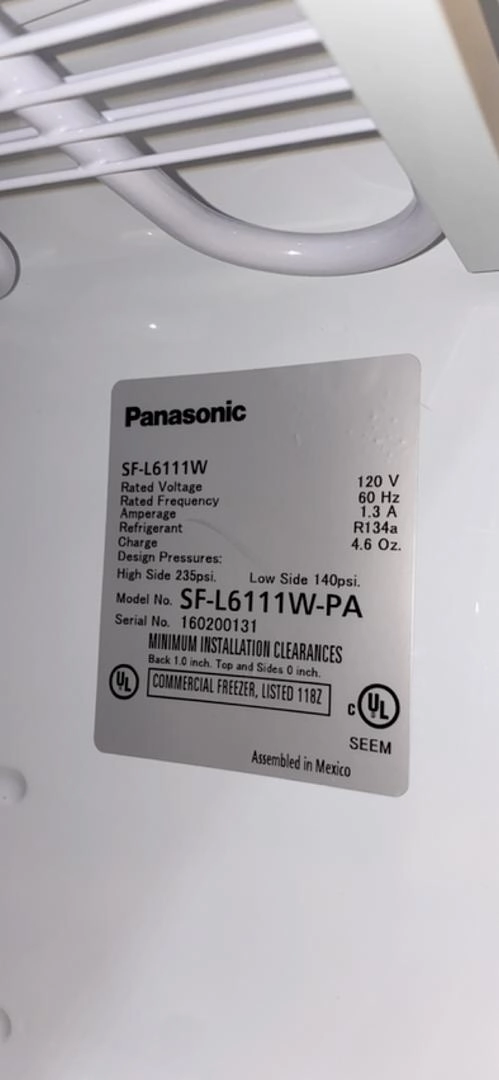 Panasonic
SF-L6111W
Rated Voltage 120 V
Rated Frequency 60 Hz
Amperage 1.3 A
Refrigerant R134a
Charge 4.6 Oz.
Design Pressures:
High Side 235psi. Low Side 140psi.
Model No. SF-L6111W-PA
Serial No. 160200131
MINIMUM INSTALLATION CLEARANCES
Back 1.0 inch. Top and Sides 0 inch.
UL COMMERCIAL FREEZER, LISTED 118Z C UL
SEEM
Assembled in Mexico